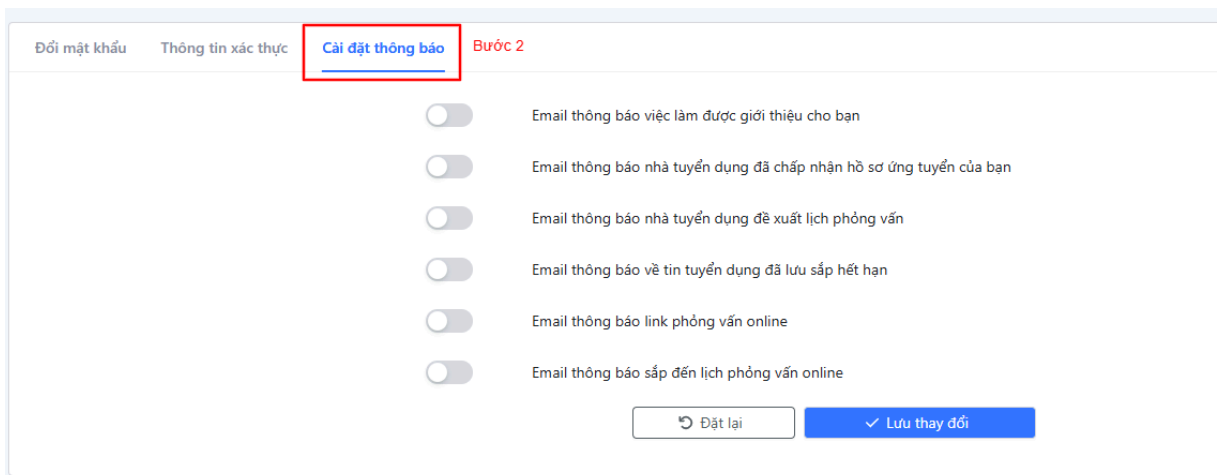 Đổi mật khẩu Thông tin xác thực Cài đặt thông báo Bước 2
Email thông báo việc làm được giới thiệu cho bạn
Email thông báo nhà tuyển dụng đã chấp nhận hồ sơ ứng tuyển của bạn
Email thông báo nhà tuyển dụng đề xuất lịch phỏng vấn
Email thông báo về tin tuyển dụng đã lưu sắp hết hạn
Email thông báo link phỏng vấn online
Email thông báo sắp đến lịch phỏng vấn online
Đặt lại Lưu thay đổi